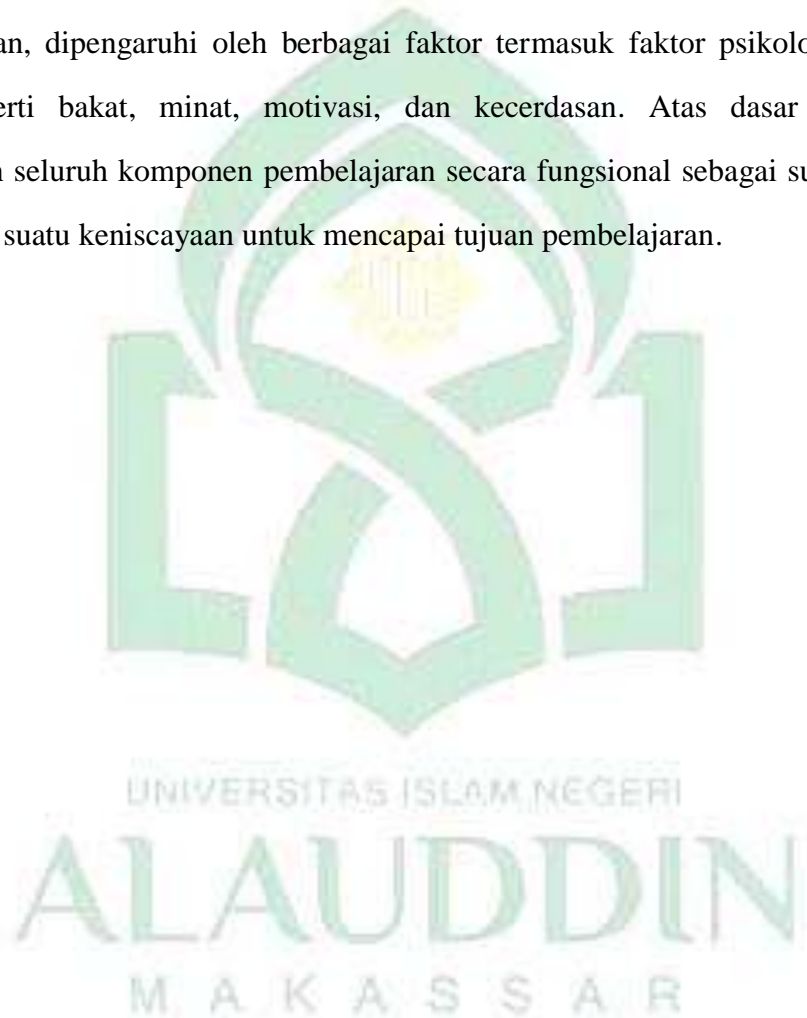 an, dipengaruhi oleh berbagai faktor termasuk faktor psikolo
erti bakat, minat, motivasi, dan kecerdasan. Atas dasar
n seluruh komponen pembelajaran secara fungsional sebagai su
suatu keniscayaan untuk mencapai tujuan pembelajaran.
UNIVERSITAS ISLAM NEGERI
ALAUDDIN
MAKASSAR